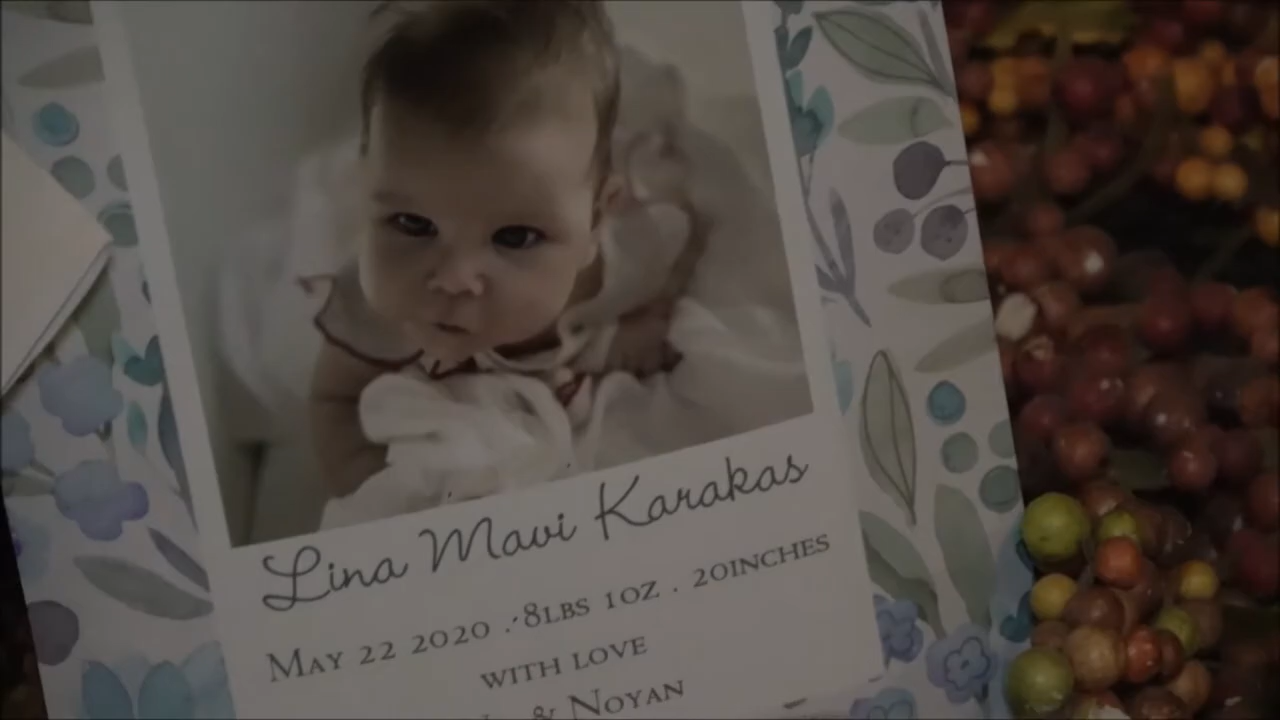 Lina Mavi Karakas
May 22 2020 . 8lbs 1oz . 20inches
with love
& Noyan